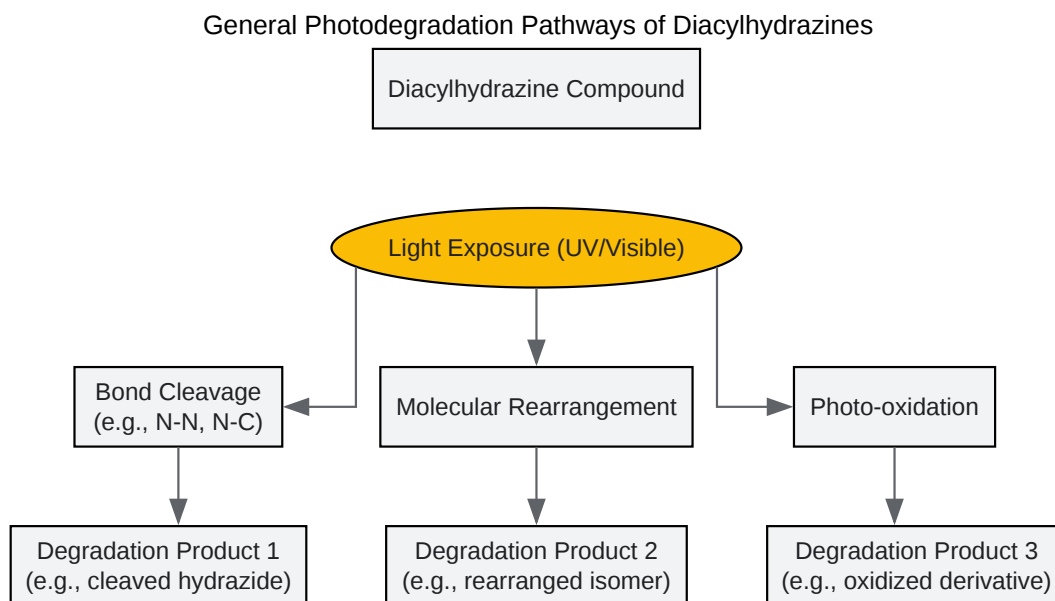 General Photodegradation Pathways of Diacylhydrazines
Diacylhydrazine Compound
Light Exposure (UV/Visible)
Bond Cleavage
(e.g., N-N, N-C)
Molecular Rearrangement
Photo-oxidation
Degradation Product 1
(e.g., cleaved hydrazide)
Degradation Product 2
(e.g., rearranged isomer)
Degradation Product 3
(e.g., oxidized derivative)